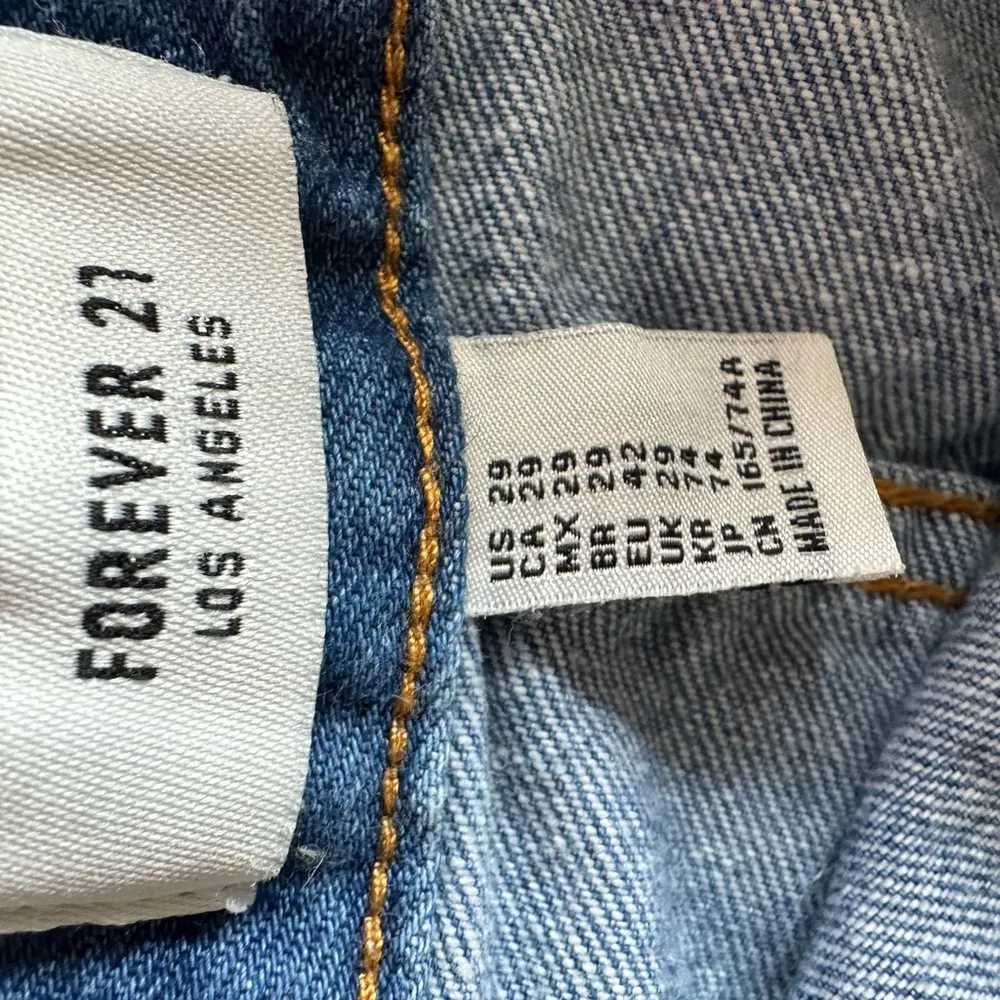 FOREVER 21
LOS ANGELES
US 29
CA 29
MX 29
BR 29
EU 42
UK 29
KR 74
JP 74
CN 165/74A
MADE IN CHINA